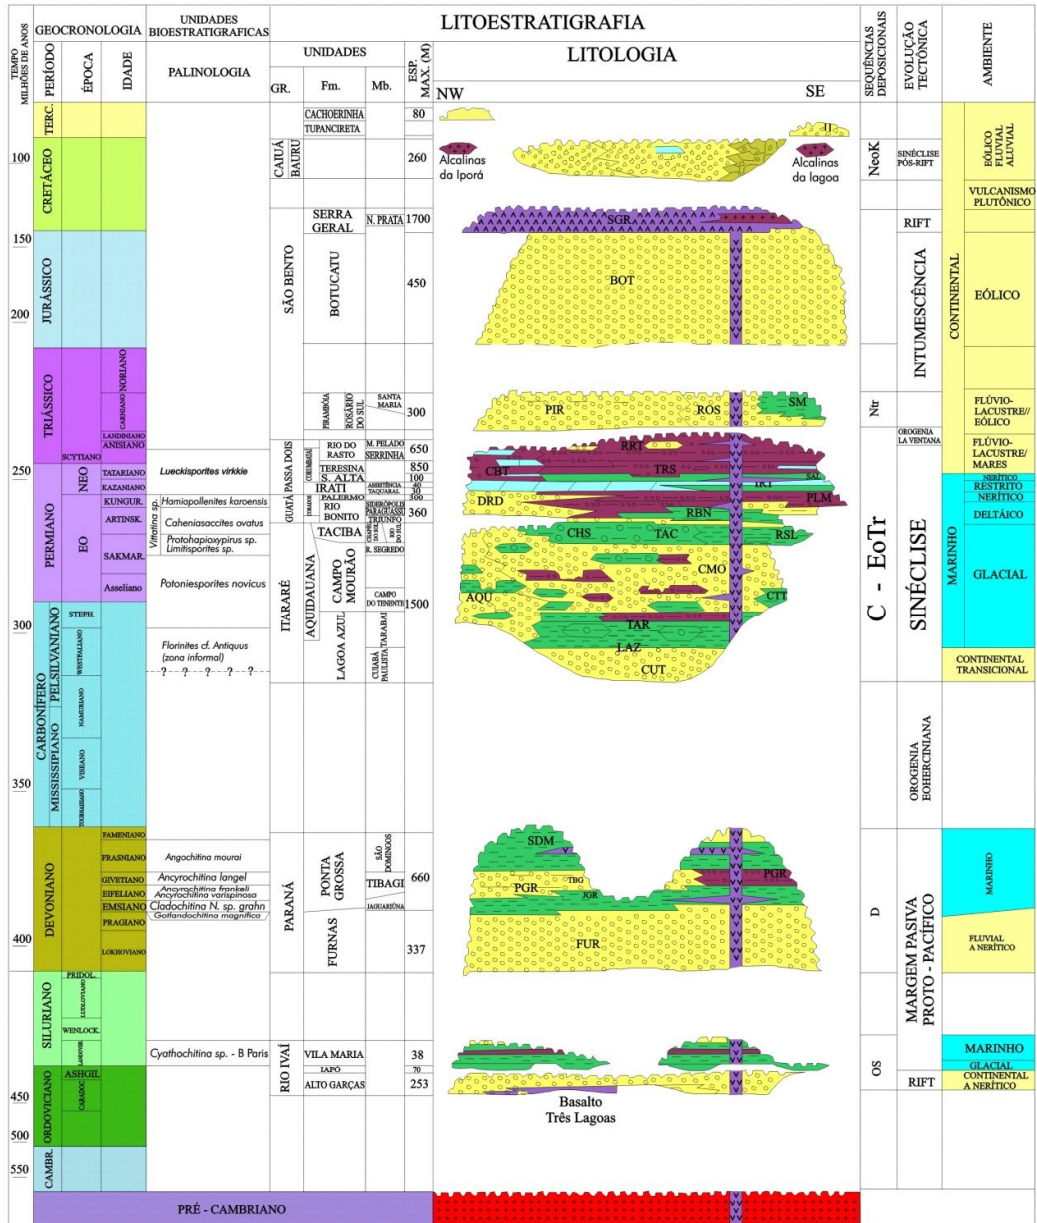 GEOCRONOLOGIA
UNIDADES
BIOESTRATIGRAFICAS
LITOESTRATIGRAFIA
TEMPO
MILHÕES DE ANOS
PERÍODO
ÉPOCA
IDADE
PALINOLOGIA
UNIDADES
GR.
Fm.
Mb.
ESP.
MAX. (M)
LITOLOGIA
NW
SE
SEQUÊNCIAS
DEPOSICIONAIS
EVOLUÇÃO
TECTÔNICA
AMBIENTE
100
150
200
250
300
350
400
450
500
550
TERC.
CRETÁCEO
JURÁSSICO
TRIÁSSICO
PERMIANO
CARBONÍFERO
DEVONIANO
SILURIANO
ORDOVICIANO
CAMBR.
PRÉ - CAMBRIANO
NEO
EO
PELSILVANIANO
MISSISSIPIANO
NORIANO
CARNIANO
LANDINIANO
ANISIANO
SCYTIANO
TATARIANO
KAZANIANO
KUNGUR.
ARTINSK.
SAKMAR.
Asseliano
STEPH.
WESTFALIANO
NAMURIANO
VISEANO
TOURNAISIANO
FAMENIANO
FRASNIANO
GIVETIANO
EIFELIANO
EMSIANO
PRAGIANO
LOKHOVIANO
PRIDOL.
LUDLOVIANO
WENLOCK.
LANDOVER.
ASHGIL
CARADOC.
Lueckisporites virkkie
Vittatina sp.
Hamiapollenites karoensis
Caheniasaccites ovatus
Protohapioxypirus sp.
Limitisporites sp.
Potoniesporites novicus
Florinites cf. Antiquus
(zona informal)
? ? ? ? ?
Angochitina mourai
Ancyrochitina langel
Ancyrochitina frankeli
Ancyrochitina varispinosa
Cladochitina N. sp. grahn
Gotlandochitina magnifica
Cyathochitina sp. - B Paris
CAIUÁ
BAURU
SÃO BENTO
PASSA DOIS
GUATÁ
ITARARÉ
PARANÁ
RIO IVAÍ
CACHOERINHA
80
TUPANCIRETA
260
SERRA
GERAL
N. PRATA
1700
BOTUCATU
450
PIRAMBÓIA
ROSÁRIO
DO SUL
SANTA
MARIA
300
RIO DO
RASTO
M. PELADO
SERRINHA
650
TERESINA
850
S. ALTA
100
IRATI
ASSISTÊNCIA
40
TAQUARAL
30
PALERMO
300
RIO
BONITO
SIDERÓPOLIS
PARAGUASSU
TRIUNFO
360
TACIBA
RIO
DO SUL
R. SEGREDO
AQUIDAUANA
CAMPO
MOURÃO
CAMPO
DO TENENTE
1500
LAGOA AZUL
TARABAI
CUIABÁ
PAULISTA
PONTA
GROSSA
SÃO
DOMINGOS
TIBAGI
JAGUARIÚNA
660
FURNAS
337
VILA MARIA
38
IAPÓ
70
ALTO GARÇAS
253
Alcalinas
da Iporá
Alcalinas
da lagoa
SGR
BOT
PIR
ROS
SM
RRT
CBT
TRS
SAL
IRT
DRD
PLM
RBN
CHS
TAC
RSL
CMO
AQU
CTT
TAR
LAZ
CUT
SDM
TBG
PGR
PGR
JGR
FUR
Basalto
Três Lagoas
NeoK
Ntr
C - EoTr
D
OS
SINÉCLISE
PÓS-RIFT
RIFT
INTUMESCÊNCIA
OROGENIA
LA VENTANA
SINÉCLISE
OROGENIA
EOHERCINIANA
MARGEM PASIVA
PROTO - PACÍFICO
RIFT
CONTINENTAL
EÓLICO
FLUVIAL
ALUVIAL
VULCANISMO
PLUTÔNICO
EÓLICO
FLÚVIO-
LACUSTRE//
EÓLICO
FLÚVIO-
LACUSTRE/
MARES
MARINHO
NERÍTICO
RESTRITO
NERÍTICO
DELTÁICO
GLACIAL
CONTINENTAL
TRANSICIONAL
MARINHO
FLUVIAL
A NERÍTICO
MARINHO
GLACIAL
CONTINENTAL
A NERÍTICO